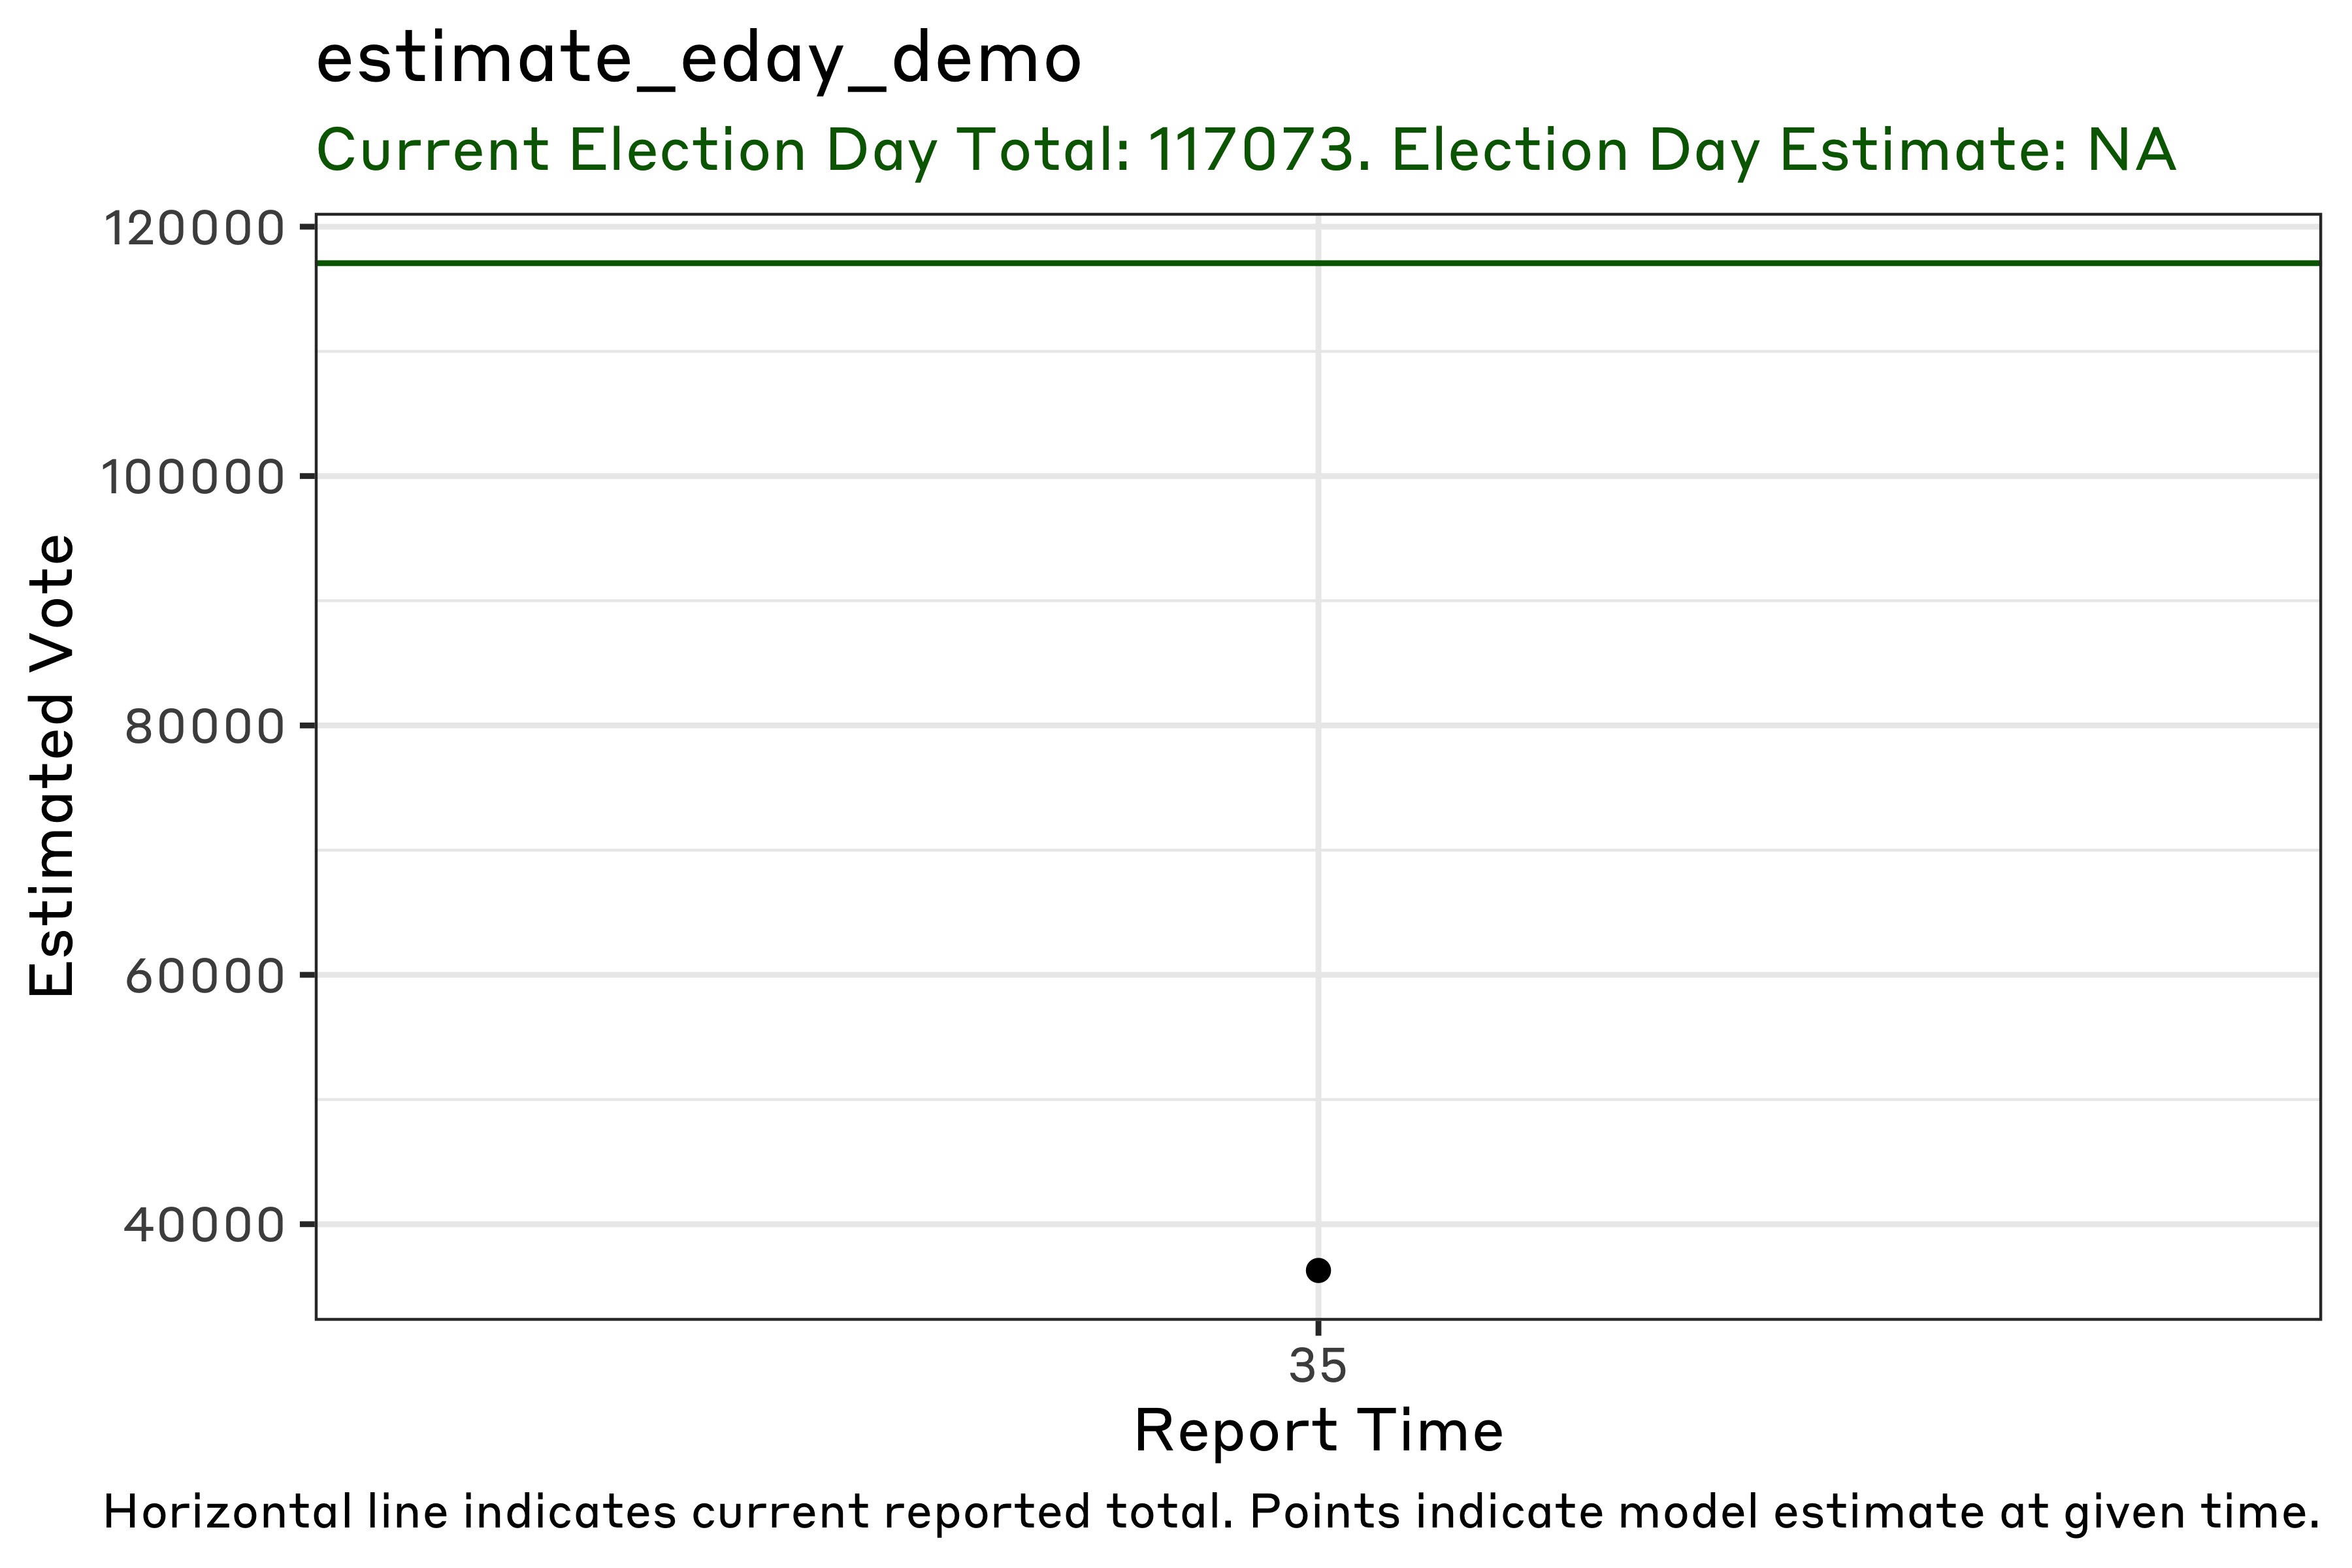 estimate_eday_demo
Current Election Day Total: 117073. Election Day Estimate: NA
120000
100000
80000
60000
40000
Estimated Vote
35
Report Time
Horizontal line indicates current reported total. Points indicate model estimate at given time.